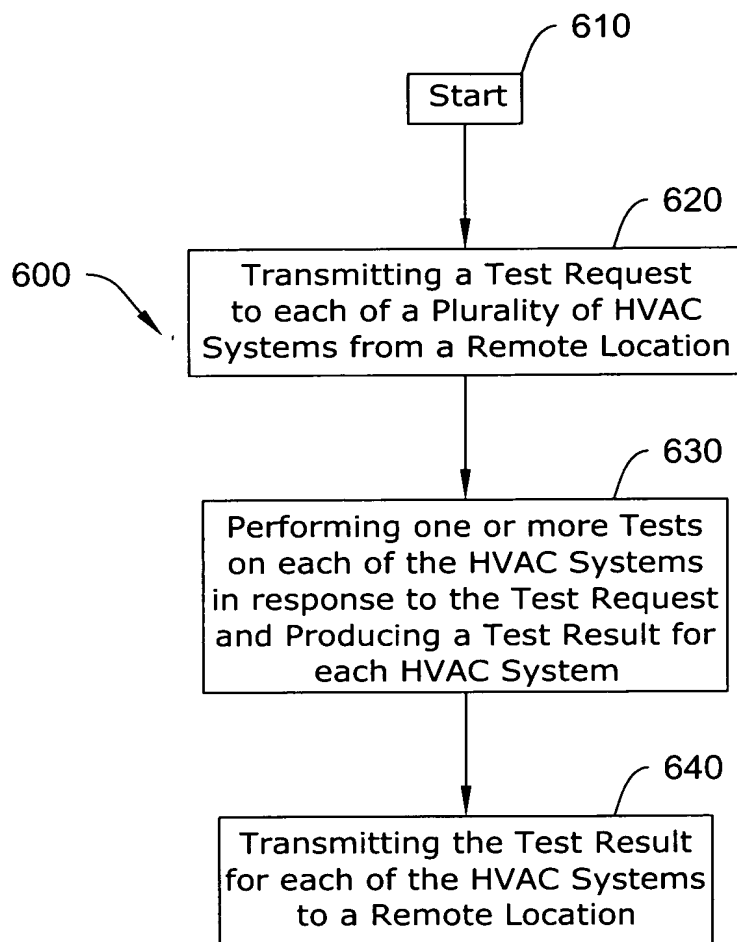 610
Start
620
600
Transmitting a Test Request
to each of a Plurality of HVAC
Systems from a Remote Location
630
Performing one or more Tests
on each of the HVAC Systems
in response to the Test Request
and Producing a Test Result for
each HVAC System
640
Transmitting the Test Result
for each of the HVAC Systems
to a Remote Location